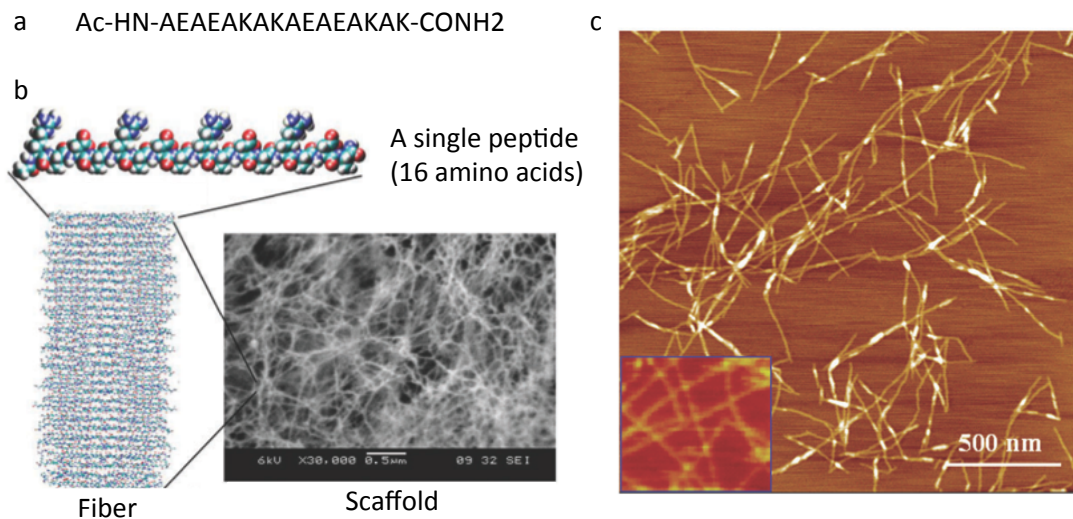 a
Ac-HN-AEAEAKAKAEAEAKAK-CONH2
b
A single peptide
(16 amino acids)
6kV X30,000 0.5μm 09 32 SEI
Fiber
Scaffold
c
500 nm